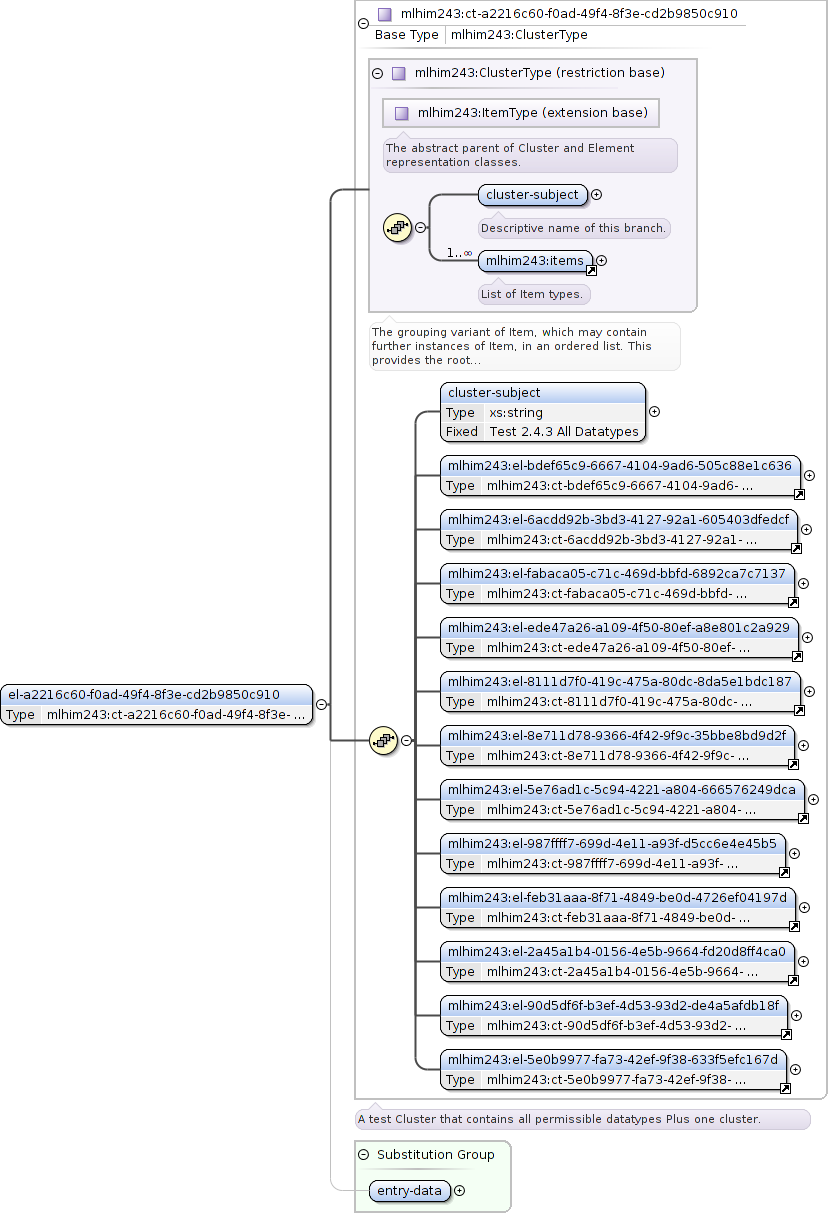 mlhim243:ct-a2216c60-f0ad-49f4-8f3e-cd2b9850c910
Base Type mlhim243:ClusterType
mlhim243:ClusterType (restriction base)
mlhim243:ItemType (extension base)
The abstract parent of Cluster and Element
representation classes.
cluster-subject
Descriptive name of this branch.
1..∞
mlhim243:items
List of Item types.
The grouping variant of Item, which may contain
further instances of Item, in an ordered list. This
provides the root...
cluster-subject
Type xs:string
Fixed Test 2.4.3 All Datatypes
mlhim243:el-bdef65c9-6667-4104-9ad6-505c88e1c636
Type mlhim243:ct-bdef65c9-6667-4104-9ad6- ...
mlhim243:el-6acdd92b-3bd3-4127-92a1-605403dfedcf
Type mlhim243:ct-6acdd92b-3bd3-4127-92a1- ...
mlhim243:el-fabaca05-c71c-469d-bbfd-6892ca7c7137
Type mlhim243:ct-fabaca05-c71c-469d-bbfd- ...
mlhim243:el-ede47a26-a109-4f50-80ef-a8e801c2a929
Type mlhim243:ct-ede47a26-a109-4f50-80ef- ...
mlhim243:el-8111d7f0-419c-475a-80dc-8da5e1bdc187
Type mlhim243:ct-8111d7f0-419c-475a-80dc- ...
el-a2216c60-f0ad-49f4-8f3e-cd2b9850c910
Type mlhim243:ct-a2216c60-f0ad-49f4-8f3e- ...
mlhim243:el-8e711d78-9366-4f42-9f9c-35bbe8bd9d2f
Type mlhim243:ct-8e711d78-9366-4f42-9f9c- ...
mlhim243:el-5e76ad1c-5c94-4221-a804-666576249dca
Type mlhim243:ct-5e76ad1c-5c94-4221-a804- ...
mlhim243:el-987ffff7-699d-4e11-a93f-d5cc6e4e45b5
Type mlhim243:ct-987ffff7-699d-4e11-a93f- ...
mlhim243:el-feb31aaa-8f71-4849-be0d-4726ef04197d
Type mlhim243:ct-feb31aaa-8f71-4849-be0d- ...
mlhim243:el-2a45a1b4-0156-4e5b-9664-fd20d8ff4ca0
Type mlhim243:ct-2a45a1b4-0156-4e5b-9664- ...
mlhim243:el-90d5df6f-b3ef-4d53-93d2-de4a5afdb18f
Type mlhim243:ct-90d5df6f-b3ef-4d53-93d2- ...
mlhim243:el-5e0b9977-fa73-42ef-9f38-633f5efc167d
Type mlhim243:ct-5e0b9977-fa73-42ef-9f38- ...
A test Cluster that contains all permissible datatypes Plus one cluster.
Substitution Group
entry-data